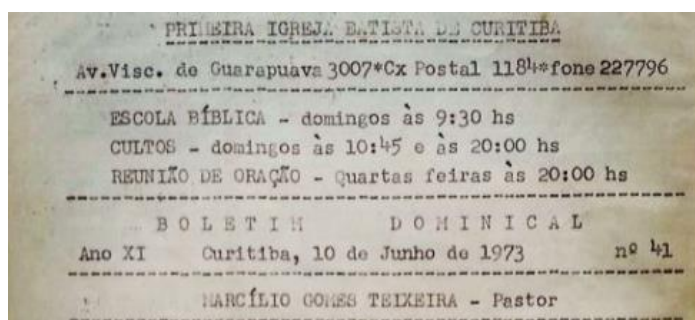 PRIMEIRA IGREJA BATISTA DE CURITIBA
Av.Visc. de Guarapuava 3007*Cx Postal 1184*fone 227796
ESCOLA BÍBLICA - domingos às 9:30 hs
CULTOS - domingos às 10:45 e às 20:00 hs
REUNIÃO DE ORAÇÃO - Quartas feiras às 20:00 hs
B O L E T I M D O M I N I C A L
Ano XI Curitiba, 10 de Junho de 1973 nº 41
MARCÍLIO GOMES TEIXEIRA - Pastor